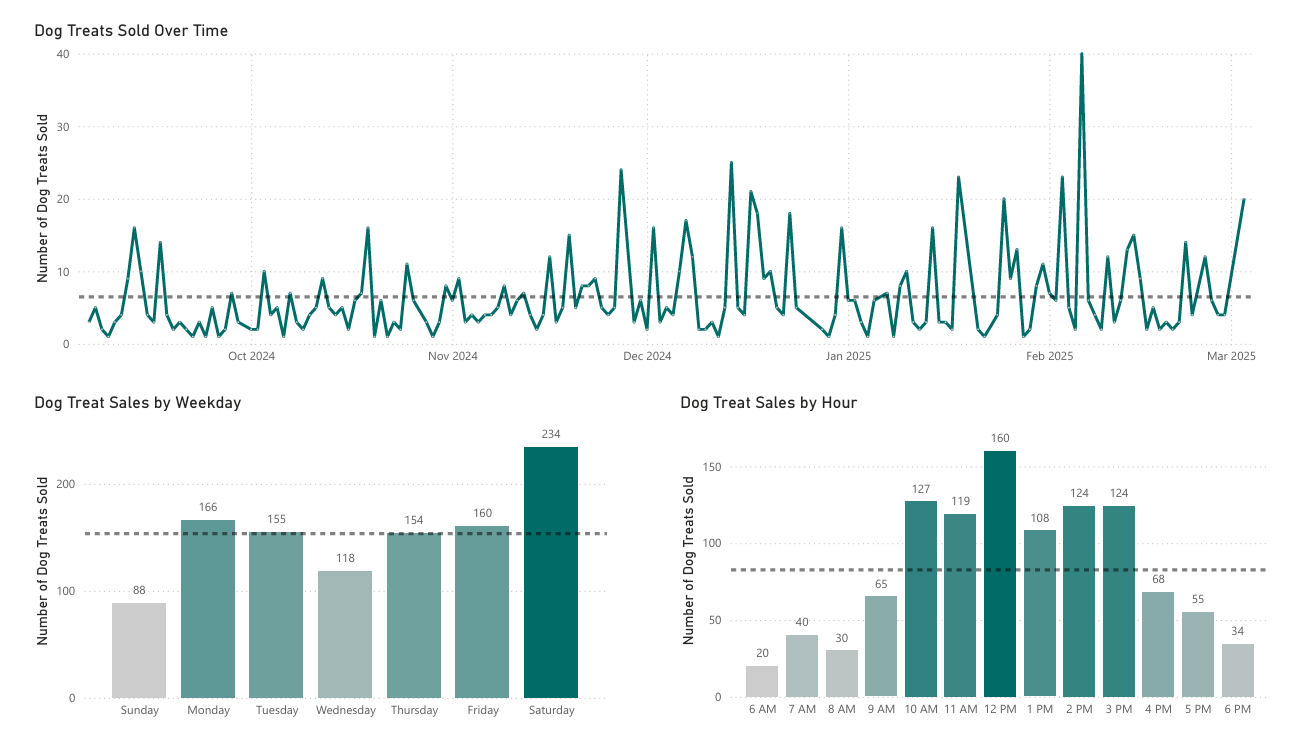 Dog Treats Sold Over Time
Number of Dog Treats Sold
40
30
20
10
0
Oct 2024
Nov 2024
Dec 2024
Jan 2025
Feb 2025
Mar 2025
Dog Treat Sales by Weekday
Number of Dog Treats Sold
200
100
0
88
166
155
118
154
160
234
Sunday
Monday
Tuesday
Wednesday
Thursday
Friday
Saturday
Dog Treat Sales by Hour
Number of Dog Treats Sold
150
100
50
0
20
40
30
65
127
119
160
108
124
124
68
55
34
6 AM
7 AM
8 AM
9 AM
10 AM
11 AM
12 PM
1 PM
2 PM
3 PM
4 PM
5 PM
6 PM